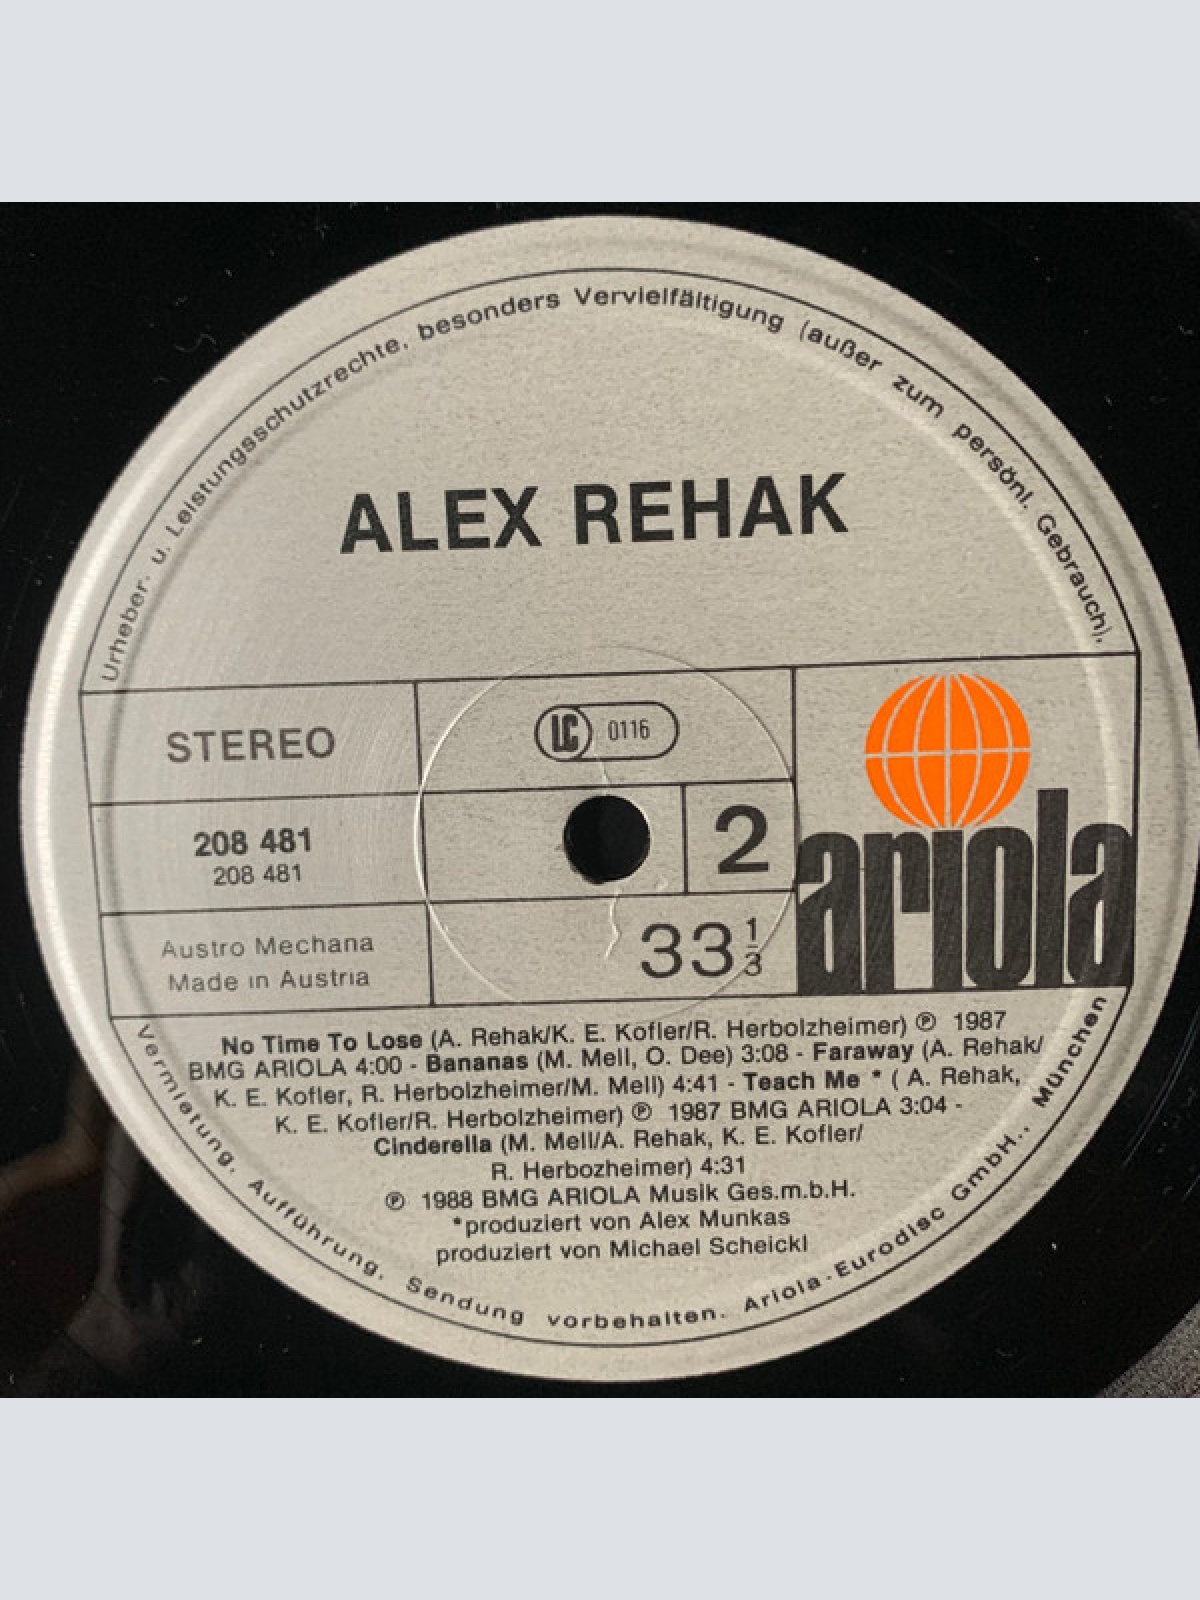 Urheber- u. Leistungsschutzrechte, besonders Vervielfältigung (außer zum persönl. Gebrauch),
ALEX REHAK
STEREO
LC 0116
208 481
208 481
2
ariola
Austro Mechana
Made in Austria
33 1/3
No Time To Lose (A. Rehak/K. E. Kofler/R. Herbolzheimer) ℗ 1987
BMG ARIOLA 4:00 - Bananas (M. Mell, O. Dee) 3:08 - Faraway (A. Rehak/
K. E. Kofler, R. Herbolzheimer/M. Mell) 4:41 - Teach Me * ( A. Rehak,
K. E. Kofler/R. Herbolzheimer) ℗ 1987 BMG ARIOLA 3:04 -
Cinderella (M. Mell/A. Rehak, K. E. Kofler/
R. Herbozheimer) 4:31
℗ 1988 BMG ARIOLA Musik Ges.m.b.H.
*produziert von Alex Munkas
produziert von Michael Scheickl
Vermietung, Aufführung, Sendung vorbehalten. Ariola-Eurodisc GmbH., München